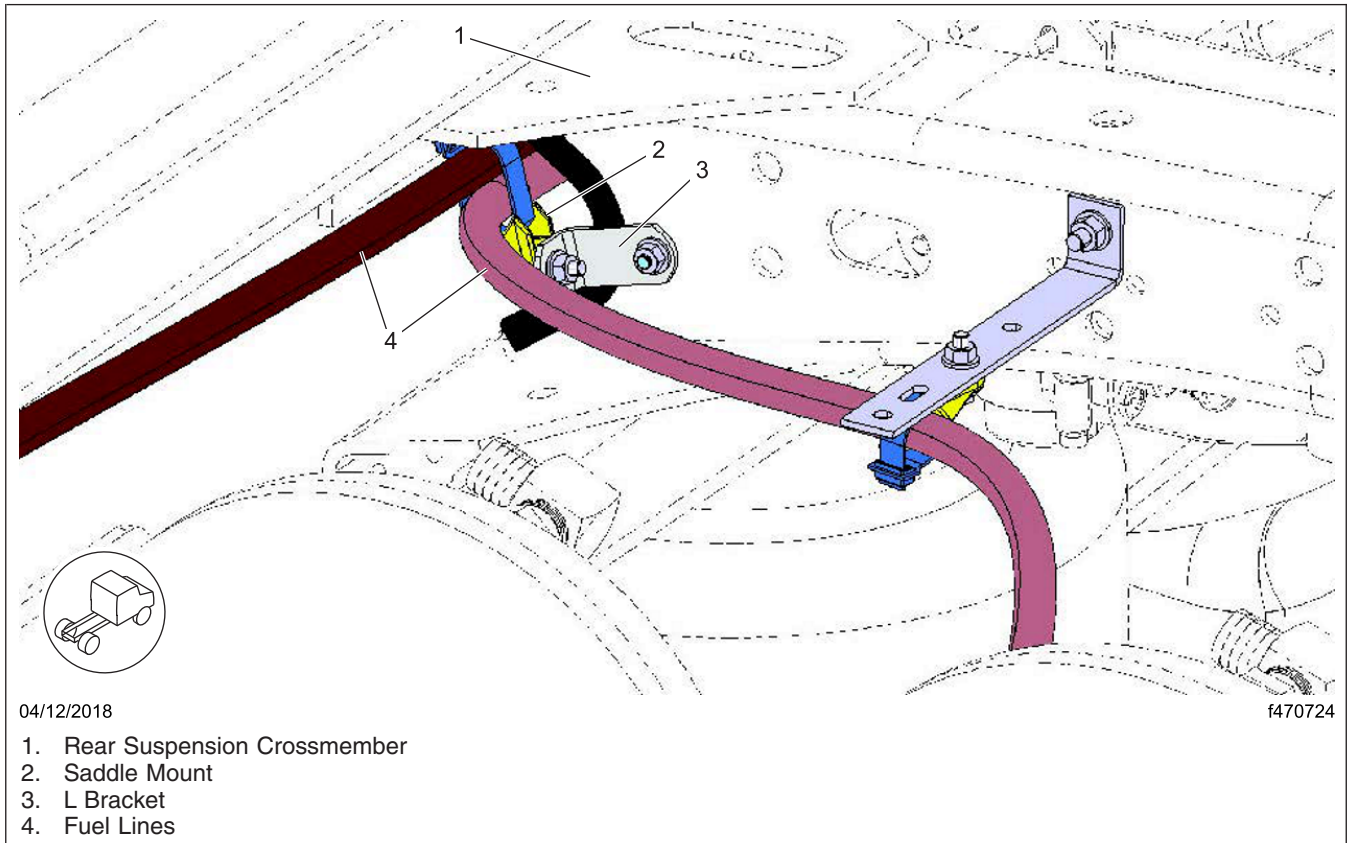 1
2
3
4
04/12/2018
f470724
1. Rear Suspension Crossmember
2. Saddle Mount
3. L Bracket
4. Fuel Lines